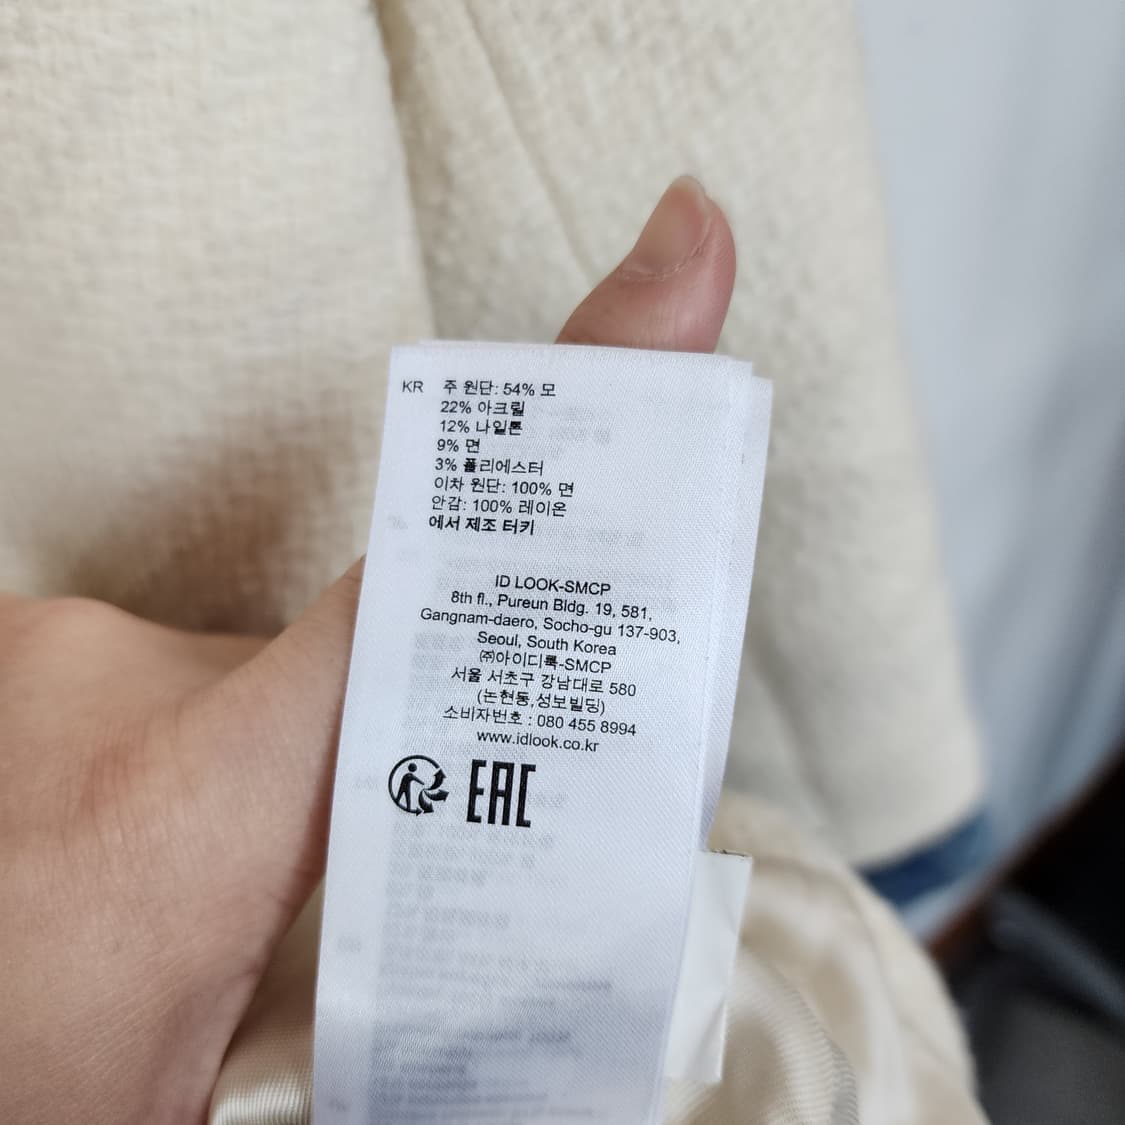 KR 주 원단: 54% 모
22% 아크릴
12% 나일론
9% 면
3% 폴리에스터
이차 원단: 100% 면
안감: 100% 레이온
에서 제조 터키
ID LOOK-SMCP
8th fl., Pureun Bldg. 19, 581,
Gangnam-daero, Socho-gu 137-903,
Seoul, South Korea
㈜아이디룩-SMCP
서울 서초구 강남대로 580
(논현동,성보빌딩)
소비자번호 : 080 455 8994
www.idlook.co.kr
EAC